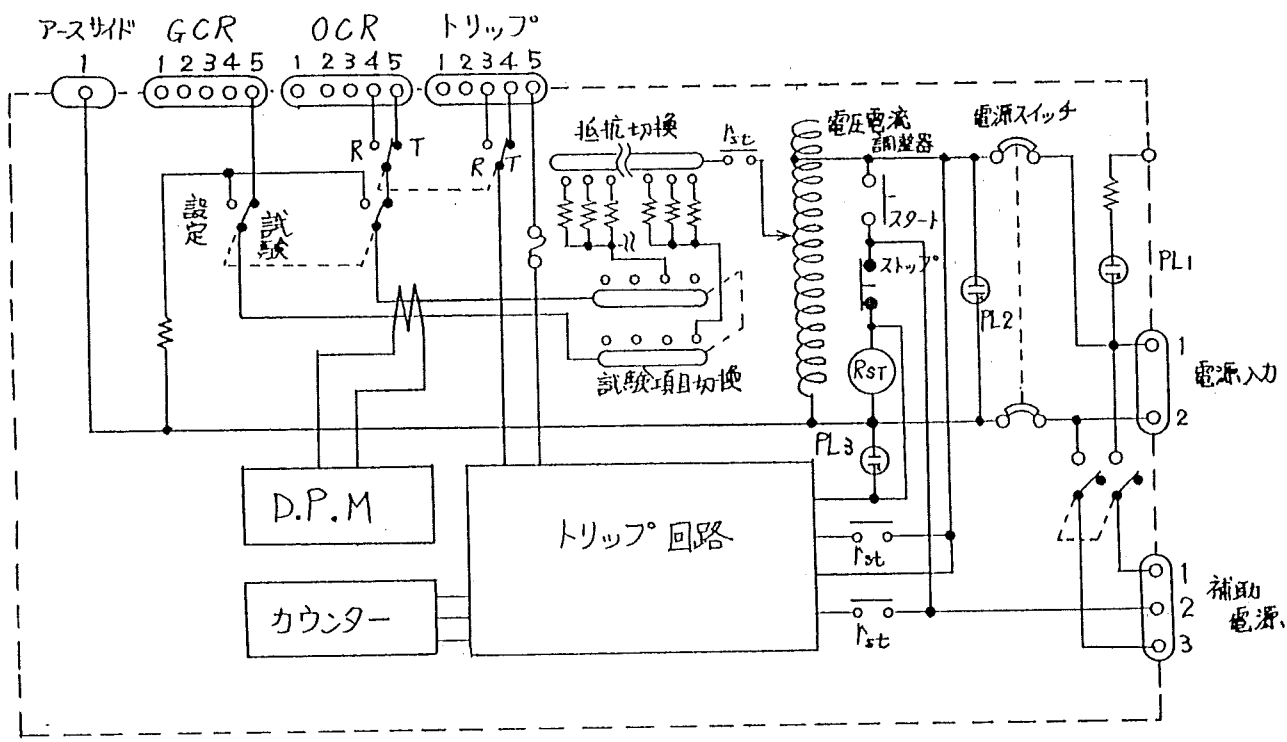 アースサイド GCR OCR トリップ
1 1 2 3 4 5 1 2 3 4 5 1 2 3 4 5
R T R T
抵抗切換
rst
電圧電流
調整器
電源スイッチ
設定
試験
スタート
ストップ
PL1
PL2
RST
1
電源入力
2
試験項目切換
PL3
D.P.M
トリップ回路
rst
カウンター
rst
1
2
3
補助
電源